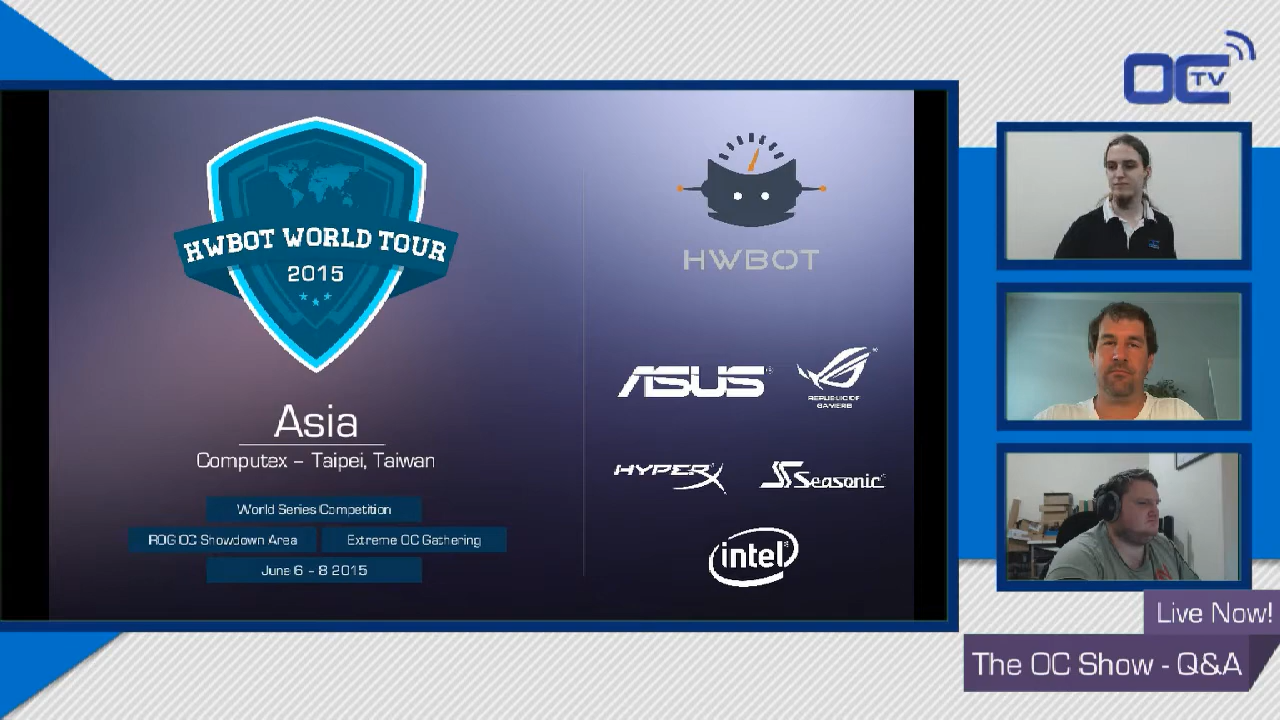 OC TV
HWBOT WORLD TOUR
2015
Asia
Computex – Taipei, Taiwan
World Series Competition
ROG OC Showdown Area
Extreme OC Gathering
June 6 - 8 2015
HWBOT
ASUS®
REPUBLIC OF
GAMERS
HYPERX
Seasonic®
intel®
Live Now!
The OC Show - Q&A